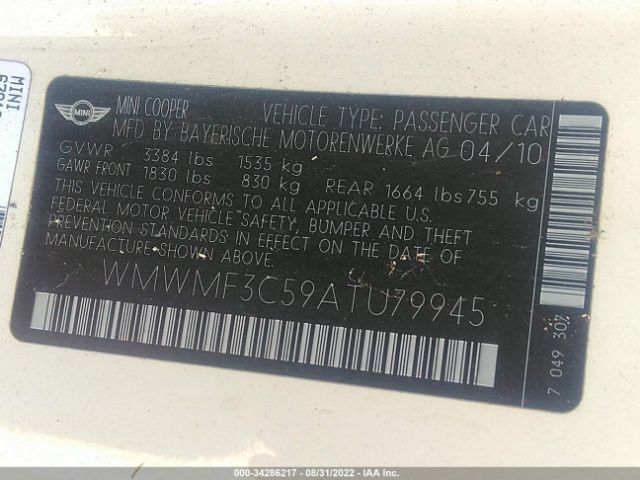 MINI
MINI COOPER VEHICLE TYPE: PASSENGER CAR
MFD BY BAYERISCHE MOTORENWERKE AG 04/10
GVWR 3384 lbs 1535 kg
GAWR FRONT 1830 lbs 830 kg REAR 1664 lbs 755 kg
THIS VEHICLE CONFORMS TO ALL APPLICABLE U.S.
FEDERAL MOTOR VEHICLE SAFETY, BUMPER AND THEFT
PREVENTION STANDARDS IN EFFECT ON THE DATE OF
MANUFACTURE SHOWN ABOVE.
WMWMF3C59ATU79945
7 049 307
MINI
000-34286217 - 08/31/2022 - IAA Inc.